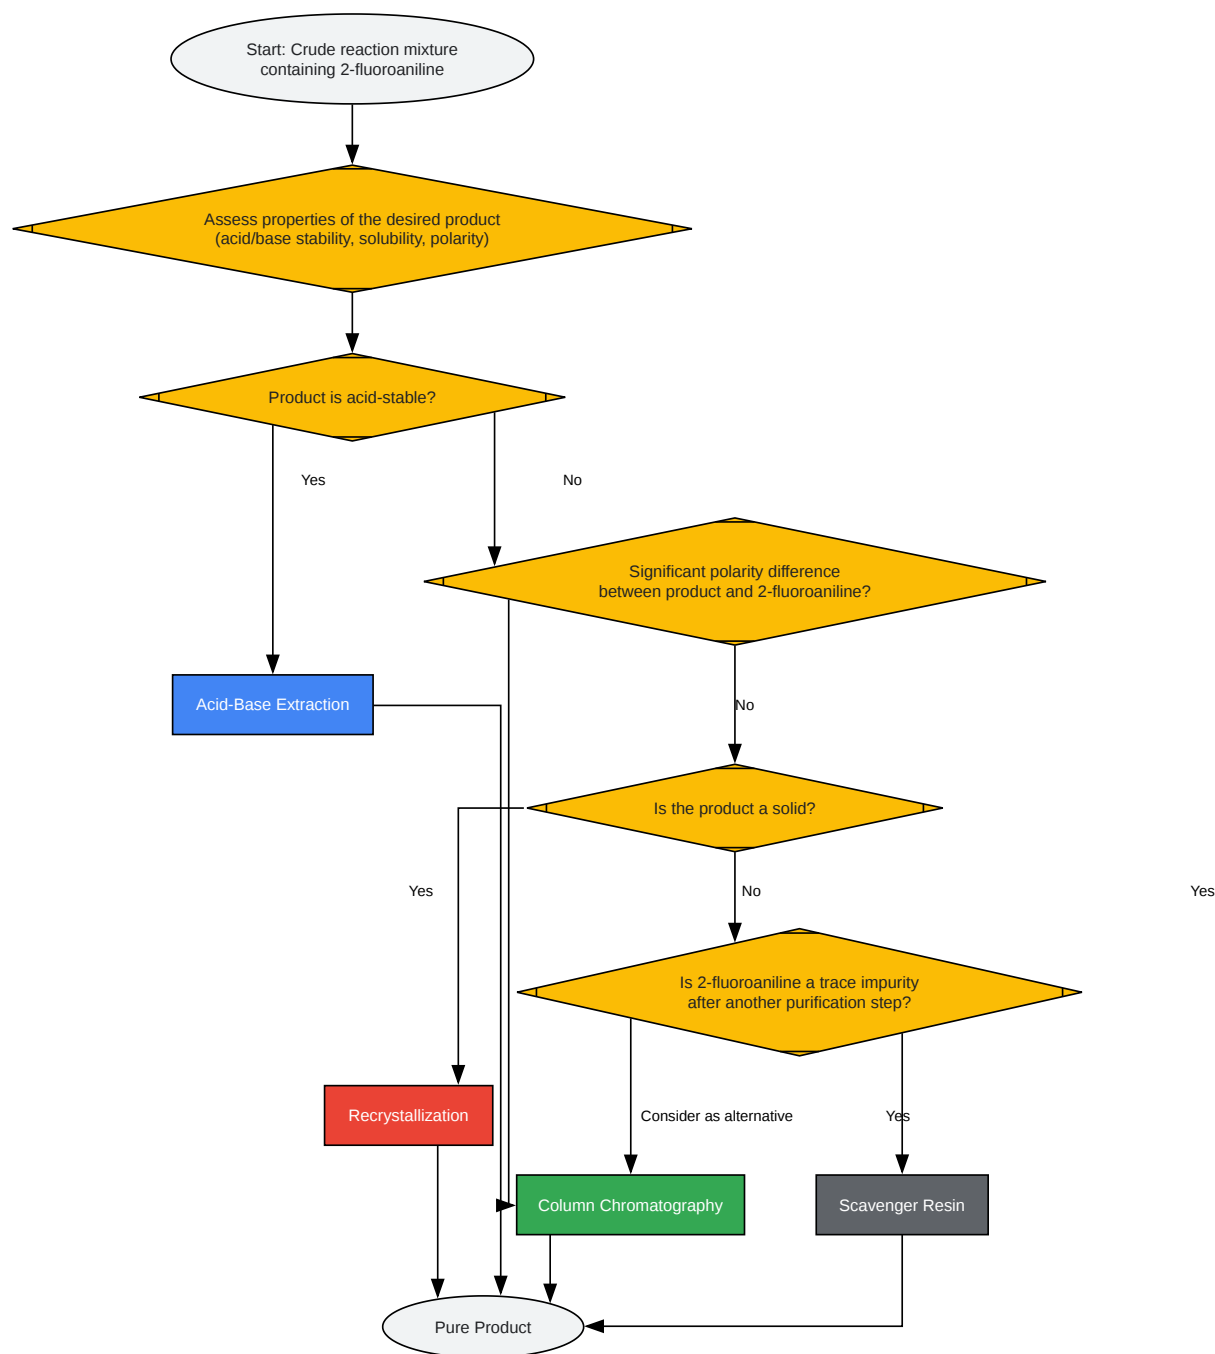 Start: Crude reaction mixture
containing 2-fluoroaniline
Assess properties of the desired product
(acid/base stability, solubility, polarity)
Product is acid-stable?
Yes
No
Significant polarity difference
between product and 2-fluoroaniline?
Acid-Base Extraction
No
Is the product a solid?
Yes
No
Yes
Is 2-fluoroaniline a trace impurity
after another purification step?
Recrystallization
Consider as alternative
Yes
Column Chromatography
Scavenger Resin
Pure Product